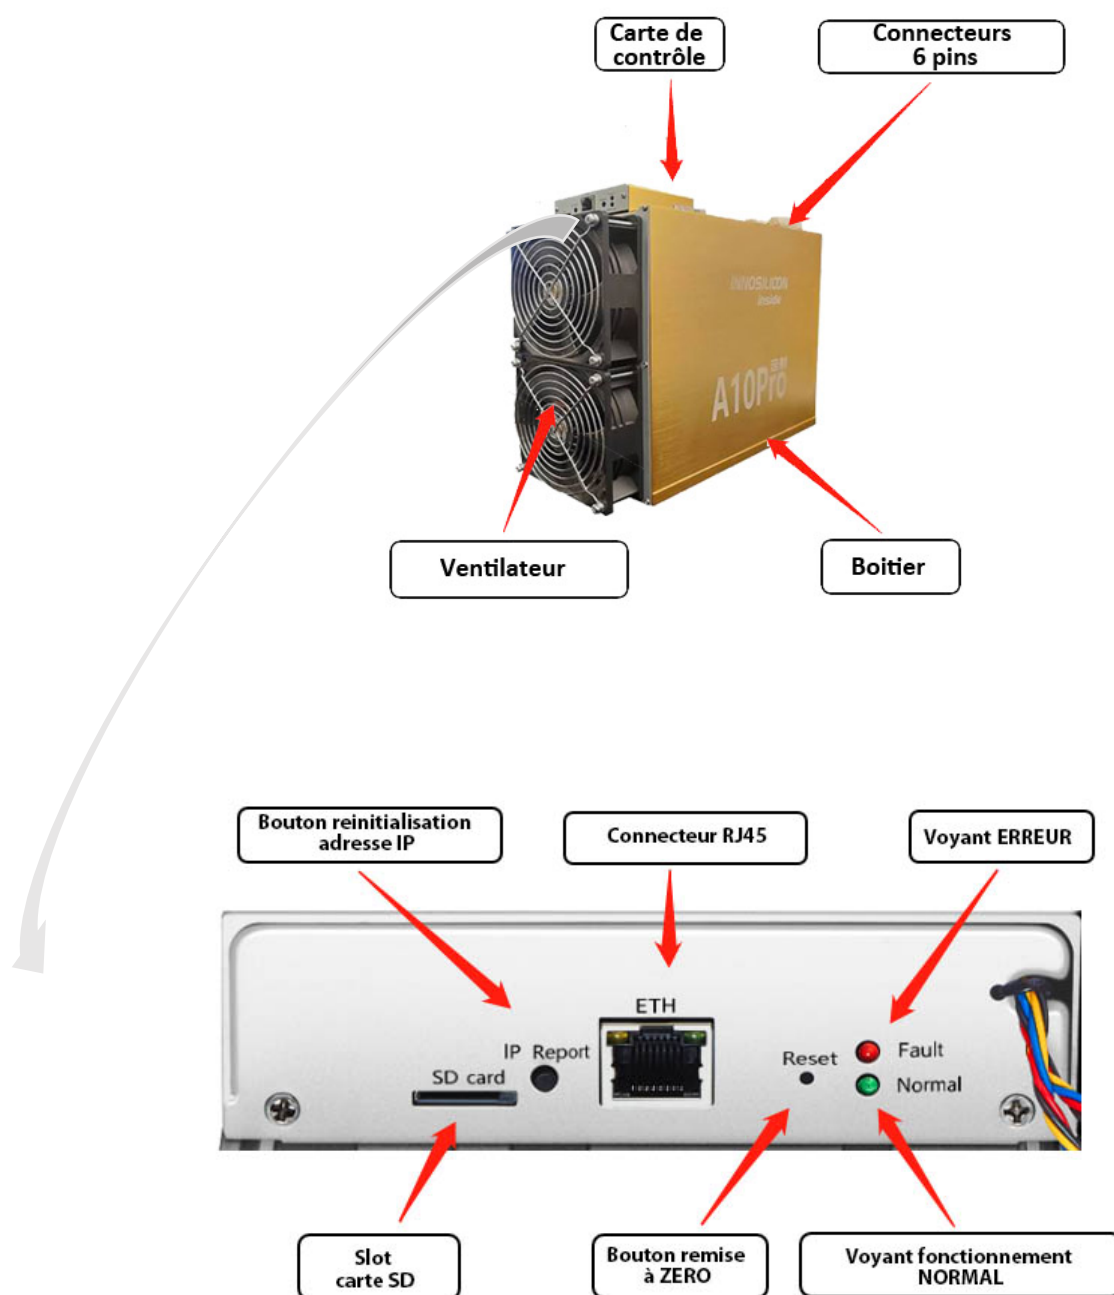 Carte de
contrôle
Connecteurs
6 pins
INNOSILICON
inside
A10Pro
Ventilateur
Boitier
Bouton reinitialisation
adresse IP
Connecteur RJ45
Voyant ERREUR
ETH
IP Report
SD card
Reset
Fault
Normal
Slot
carte SD
Bouton remise
à ZERO
Voyant fonctionnement
NORMAL